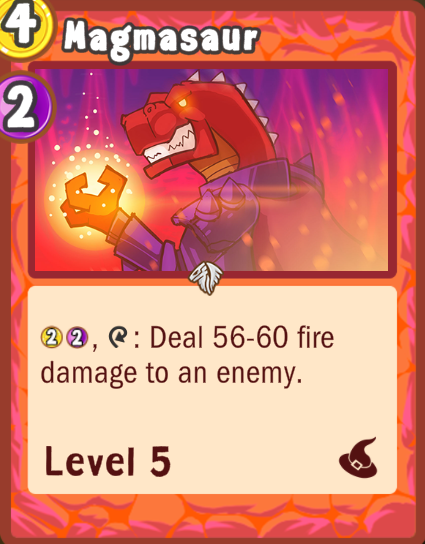 4
Magmasaur
2
2 2, : Deal 56-60 fire
damage to an enemy.
Level 5